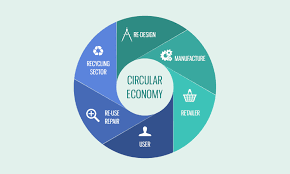 RE-DESIGN
MANUFACTURE
RETAILER
USER
RE-USE
REPAIR
RECYCLING
SECTOR
CIRCULAR
ECONOMY